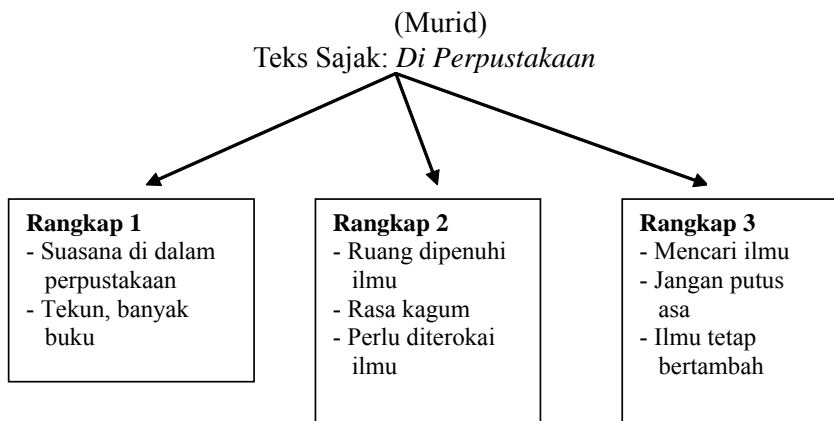 (Murid)
Teks Sajak: Di Perpustakaan
Rangkap 1
- Suasana di dalam
perpustakaan
- Tekun, banyak
buku
Rangkap 2
- Ruang dipenuhi
ilmu
- Rasa kagum
- Perlu diterokai
ilmu
Rangkap 3
- Mencari ilmu
- Jangan putus
asa
- Ilmu tetap
bertambah